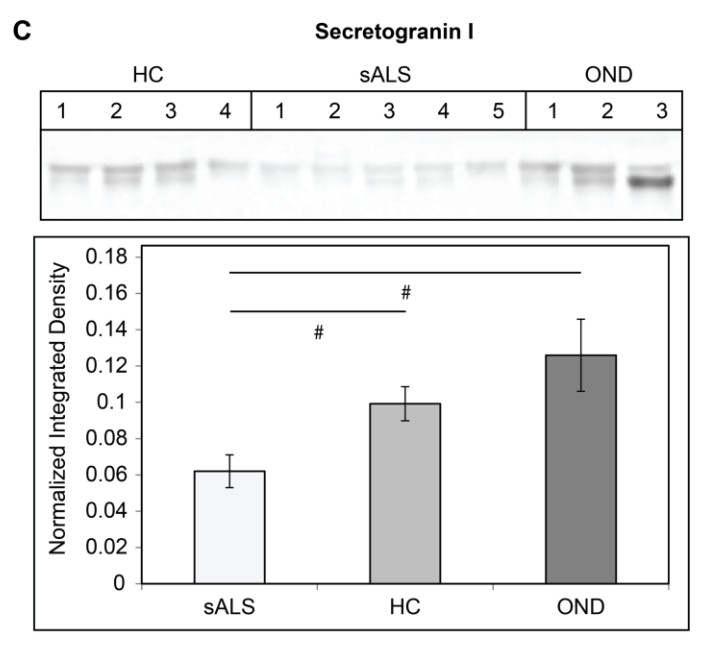 C
Secretogranin I
HC sALS OND
1 2 3 4 1 2 3 4 5 1 2 3
Normalized Integrated Density
0.18
0.16
0.14
0.12
0.1
0.08
0.06
0.04
0.02
0
#
#
sALS HC OND